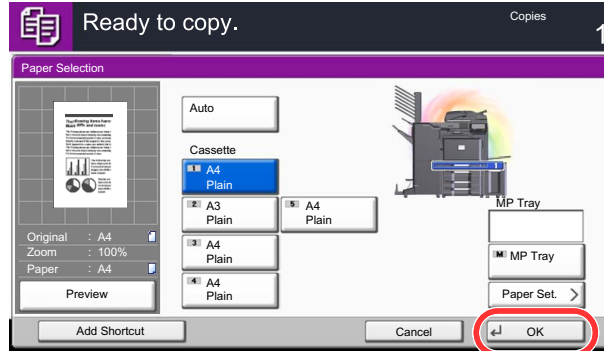 Ready to copy.
Copies
1
Paper Selection
Auto
Cassette
1 A4
Plain
2 A3
Plain
5 A4
Plain
3 A4
Plain
4 A4
Plain
1
MP Tray
M MP Tray
Paper Set.
Original : A4
Zoom : 100%
Paper : A4
Preview
Add Shortcut
Cancel
OK